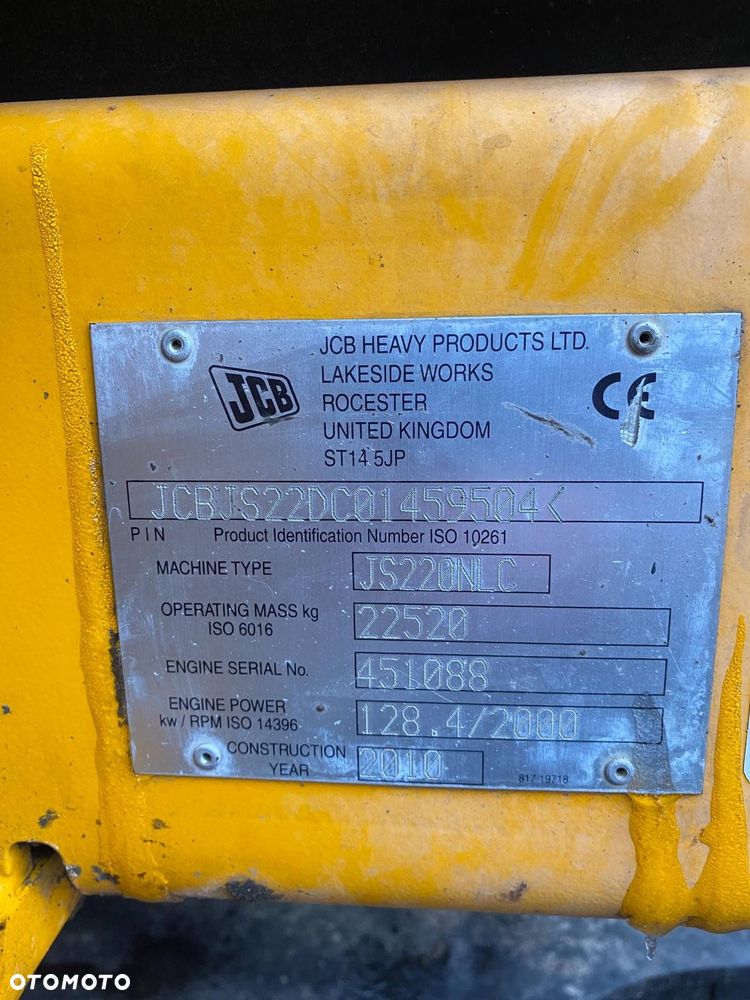 JCB
JCB HEAVY PRODUCTS LTD.
LAKESIDE WORKS
ROCESTER
UNITED KINGDOM
ST14 5JP
CE
JCBJS22DC01459504<
PIN Product Identification Number ISO 10261
MACHINE TYPE JS220NLC
OPERATING MASS kg
ISO 6016
22520
ENGINE SERIAL No. 451088
ENGINE POWER
kw / RPM ISO 14396
128.4/2000
CONSTRUCTION
YEAR
2010
817 19718
OTOMOTO